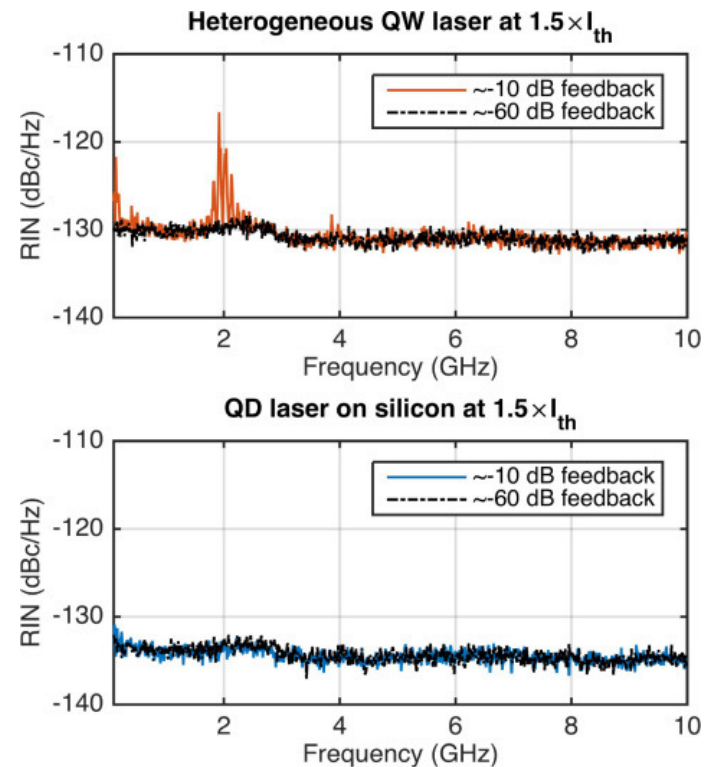 Heterogeneous QW laser at 1.5×I_th
-110
~-10 dB feedback
~-60 dB feedback
-120
RIN (dBc/Hz)
-130
-140
2 4 6 8 10
Frequency (GHz)
QD laser on silicon at 1.5×I_th
-110
~-10 dB feedback
~-60 dB feedback
-120
RIN (dBc/Hz)
-130
-140
2 4 6 8 10
Frequency (GHz)